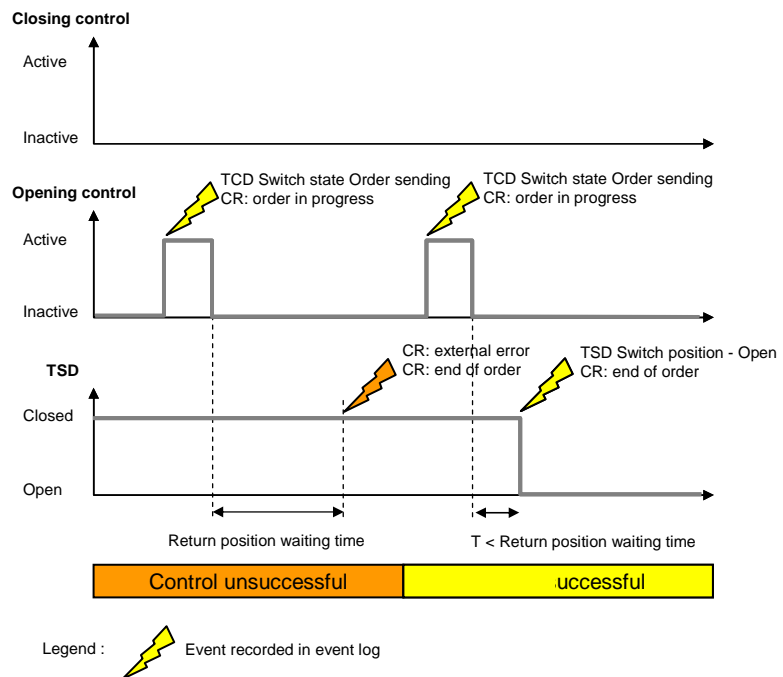 Closing control
Active
Inactive
Opening control
TCD Switch state Order sending
CR: order in progress
TCD Switch state Order sending
CR: order in progress
Active
Inactive
TSD
CR: external error
CR: end of order
TSD Switch position - Open
CR: end of order
Closed
Open
Return position waiting time
T < Return position waiting time
Control unsuccessful
uccessful
Legend :
Event recorded in event log